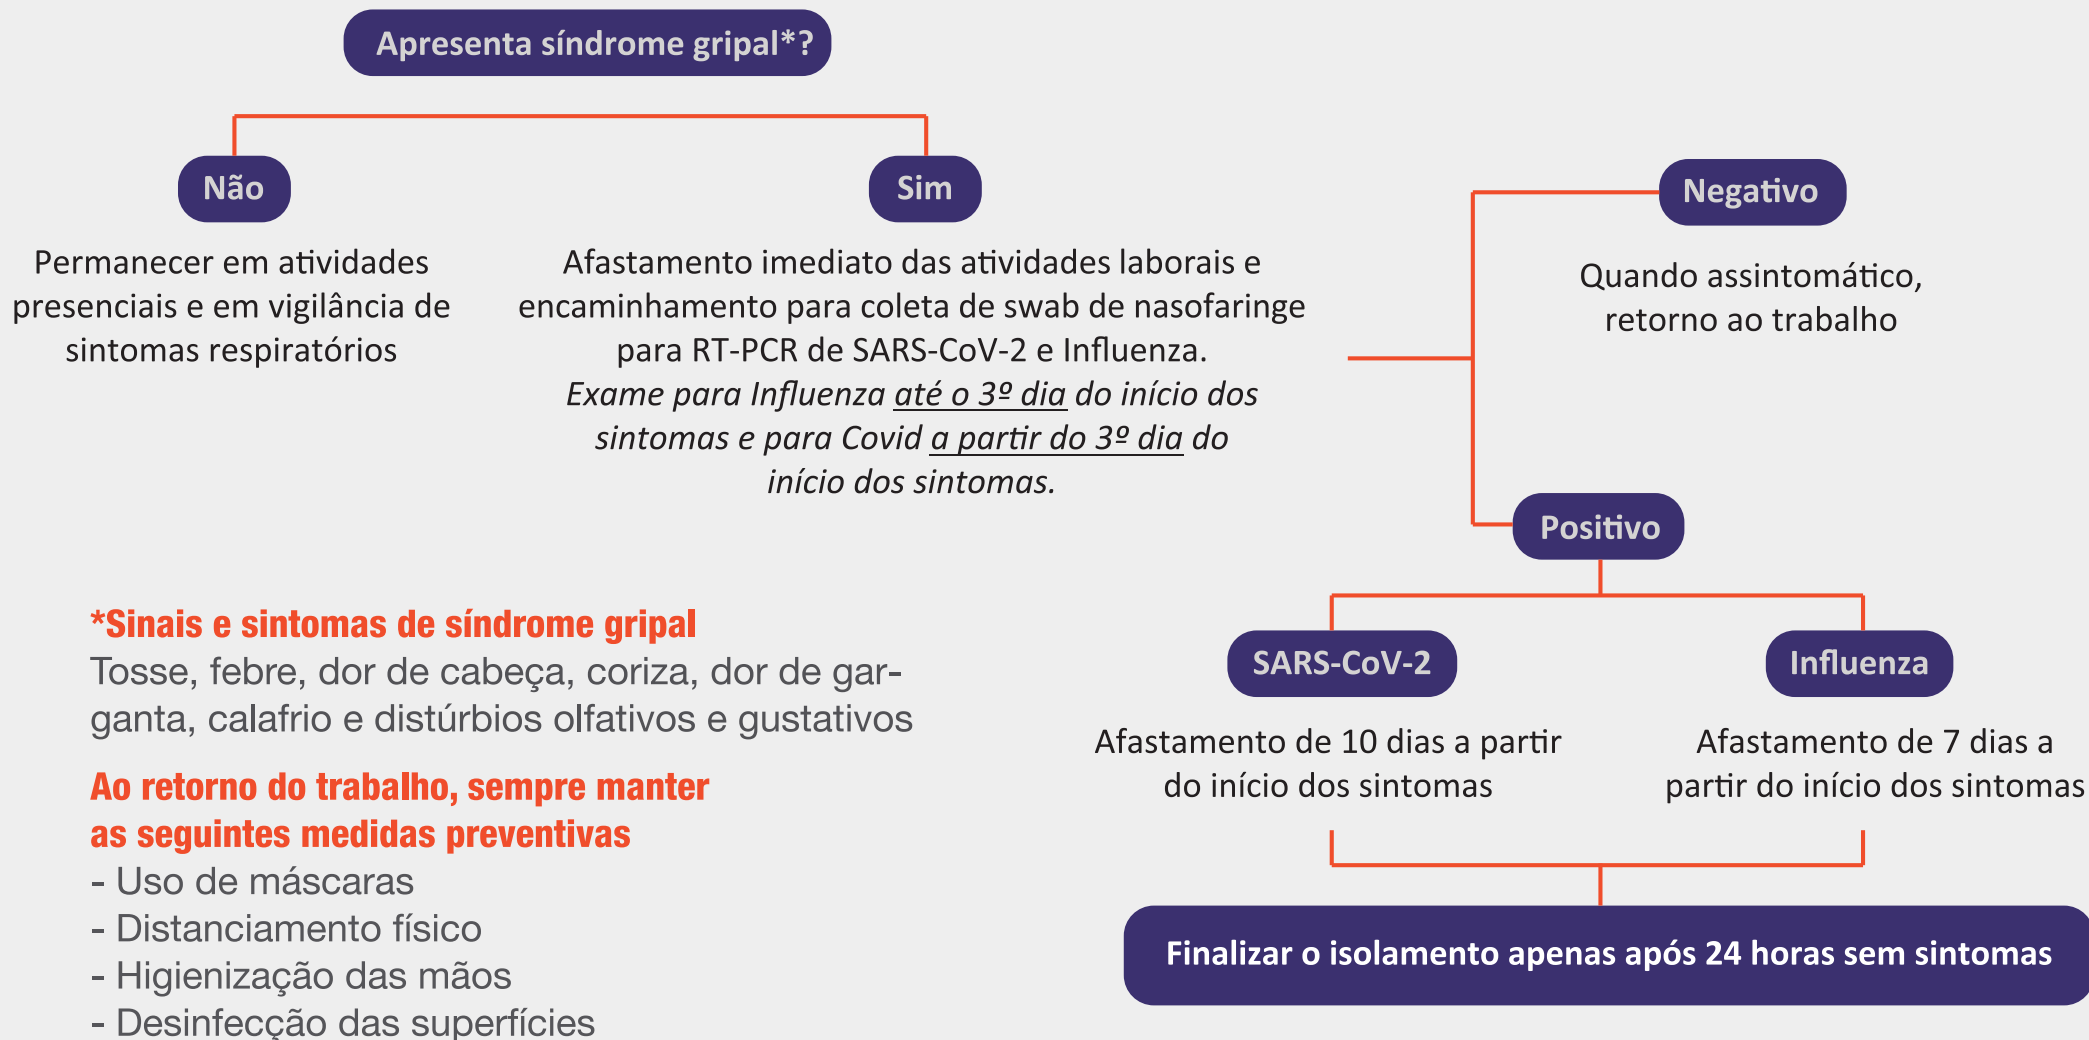 Apresenta síndrome gripal*?
Não
Permanecer em atividades
presenciais e em vigilância de
sintomas respiratórios
Sim
Afastamento imediato das atividades laborais e
encaminhamento para coleta de swab de nasofaringe
para RT-PCR de SARS-CoV-2 e Influenza.
Exame para Influenza até o 3º dia do início dos
sintomas e para Covid a partir do 3º dia do
início dos sintomas.
Negativo
Quando assintomático,
retorno ao trabalho
Positivo
SARS-CoV-2
Afastamento de 10 dias a partir
do início dos sintomas
Influenza
Afastamento de 7 dias a
partir do início dos sintomas
Finalizar o isolamento apenas após 24 horas sem sintomas
*Sinais e sintomas de síndrome gripal
Tosse, febre, dor de cabeça, coriza, dor de gar-
ganta, calafrio e distúrbios olfativos e gustativos
Ao retorno do trabalho, sempre manter
as seguintes medidas preventivas
- Uso de máscaras
- Distanciamento físico
- Higienização das mãos
- Desinfecção das superfícies